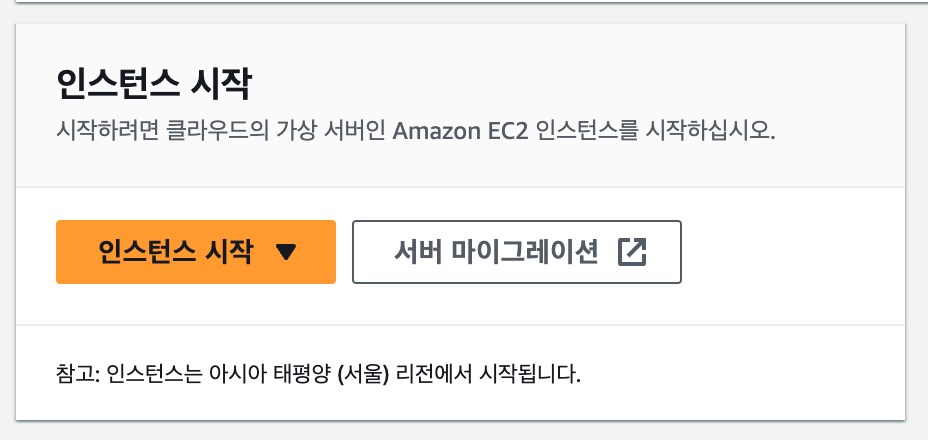 인스턴스 시작
시작하려면 클라우드의 가상 서버인 Amazon EC2 인스턴스를 시작하십시오.
인스턴스 시작
서버 마이그레이션
참고: 인스턴스는 아시아 태평양 (서울) 리전에서 시작됩니다.